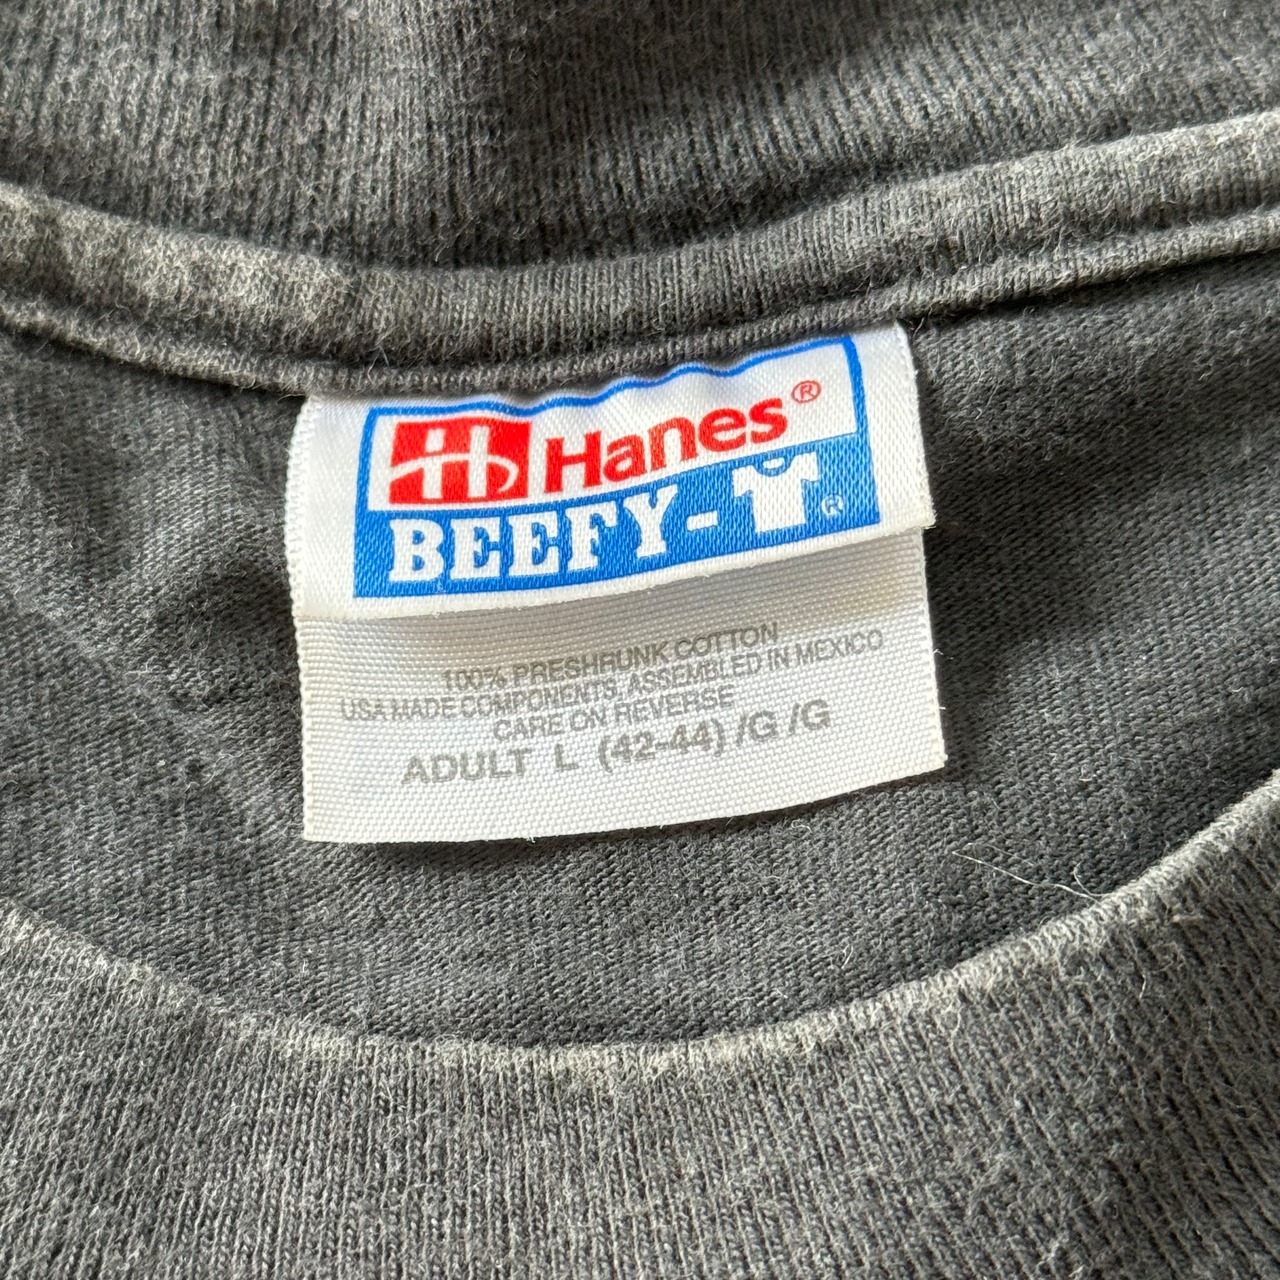 Hanes®
BEEFY-T®
100% PRESHRUNK COTTON
USA MADE COMPONENTS, ASSEMBLED IN MEXICO
CARE ON REVERSE
ADULT L (42-44) /G /G